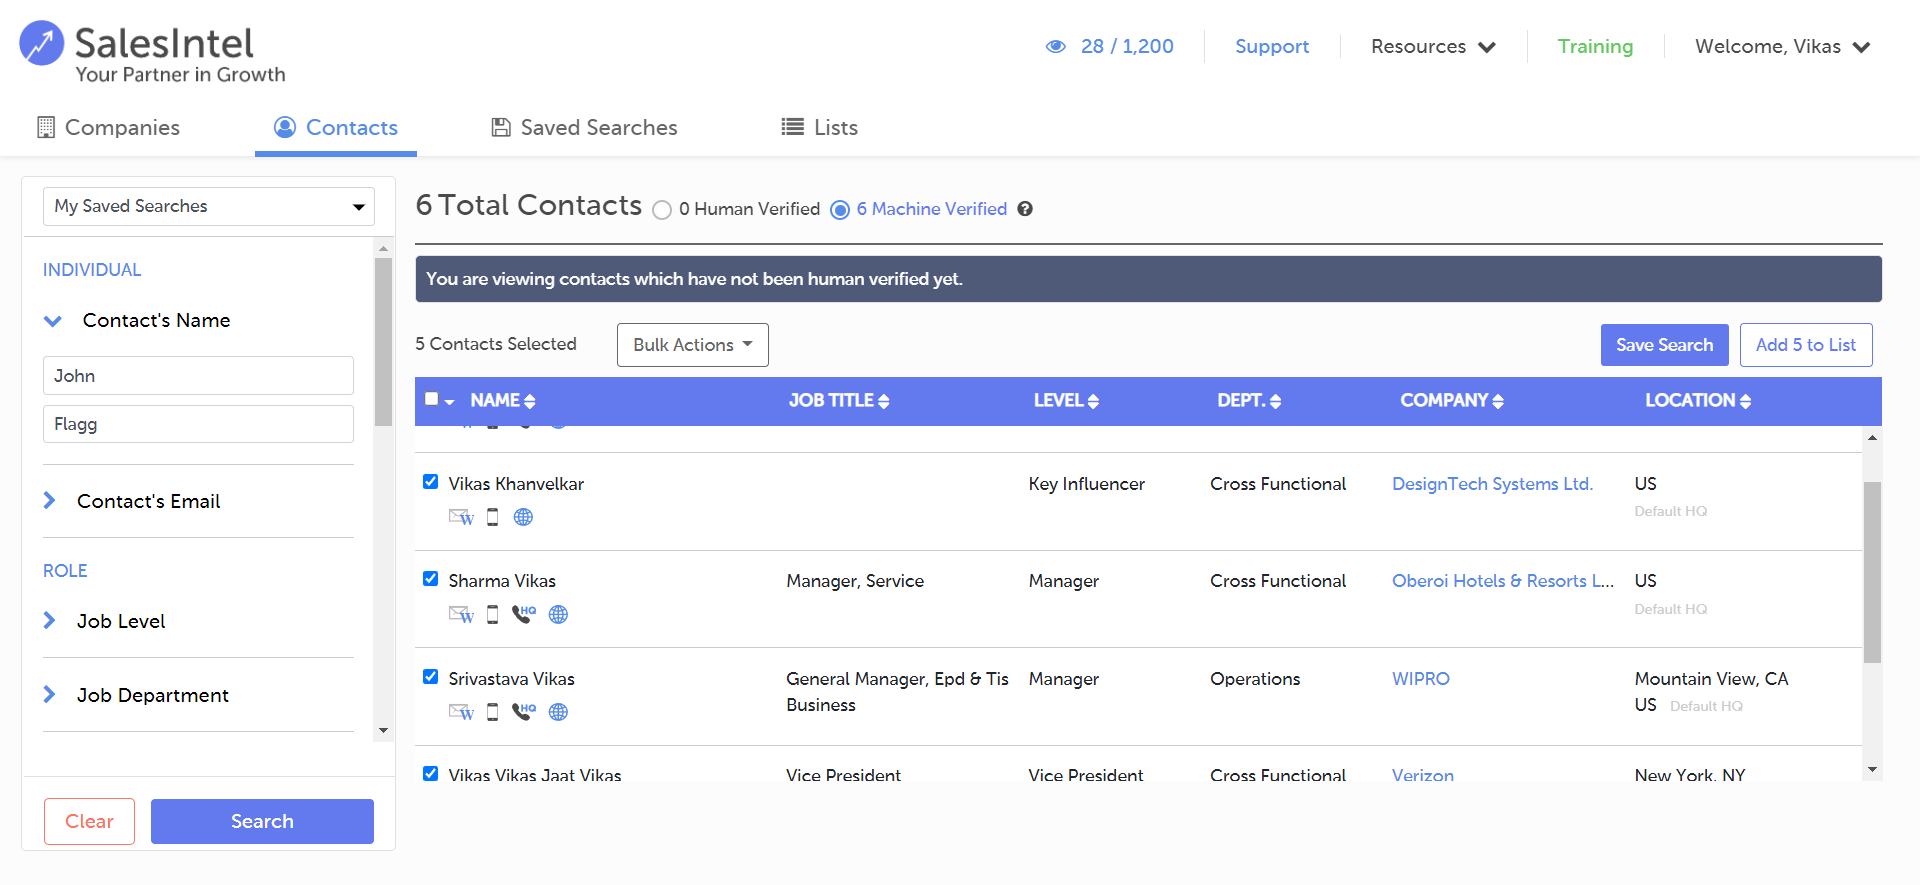 SalesIntel
Your Partner in Growth
28 / 1,200
Support
Resources
Training
Welcome, Vikas
Companies
Contacts
Saved Searches
Lists
My Saved Searches
INDIVIDUAL
Contact's Name
John
Flagg
Contact's Email
ROLE
Job Level
Job Department
Clear
Search
6 Total Contacts
0 Human Verified
6 Machine Verified
?
You are viewing contacts which have not been human verified yet.
5 Contacts Selected
Bulk Actions
Save Search
Add 5 to List
NAME
JOB TITLE
LEVEL
DEPT.
COMPANY
LOCATION
Vikas Khanvelkar
Key Influencer
Cross Functional
DesignTech Systems Ltd.
US
Default HQ
W
Sharma Vikas
Manager, Service
Manager
Cross Functional
Oberoi Hotels & Resorts L...
US
Default HQ
W
HQ
Srivastava Vikas
General Manager, Epd & Tis
Business
Manager
Operations
WIPRO
Mountain View, CA
US Default HQ
W
HQ
Vikas Vikas Jaat Vikas
Vice President
Vice President
Cross Functional
Verizon
New York, NY